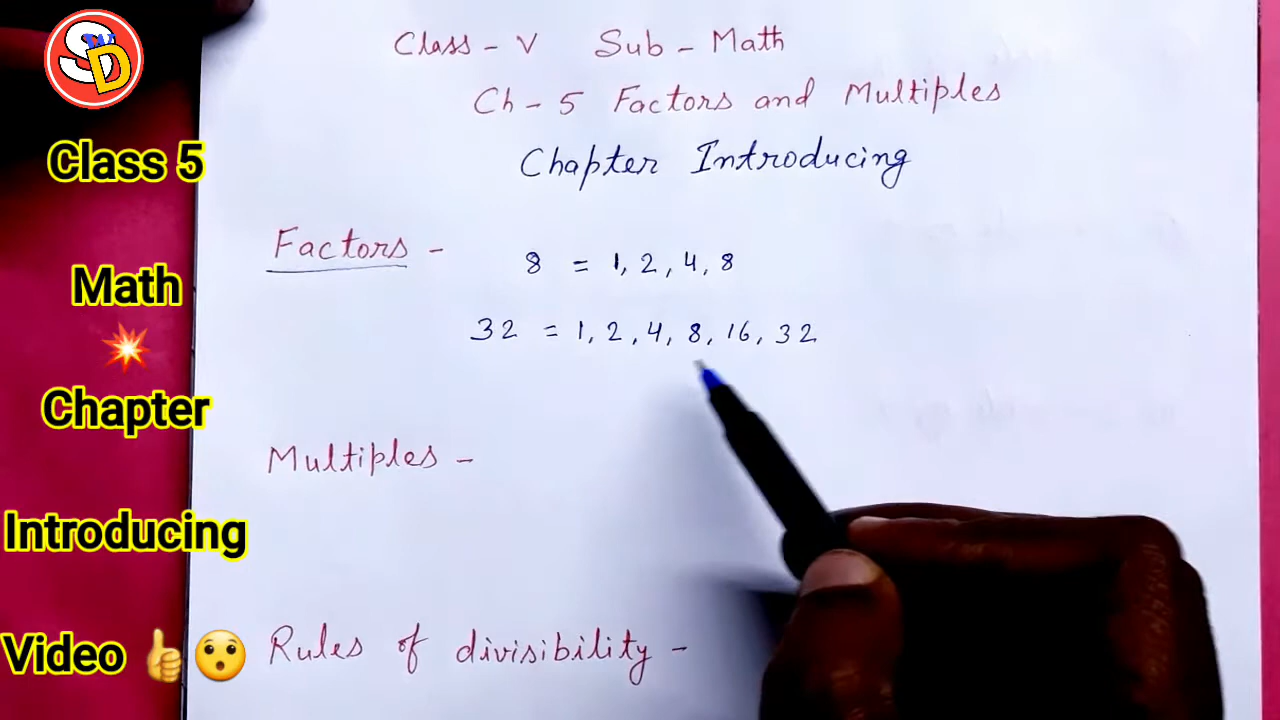 SWD
Class - V Sub - Math
Ch - 5 Factors and Multiples
Chapter Introducing
Factors - 8 = 1, 2, 4, 8
32 = 1, 2, 4, 8, 16, 32
Multiples -
Rules of divisibility -
Class 5
Math
💥
Chapter
Introducing
Video 👍 😯